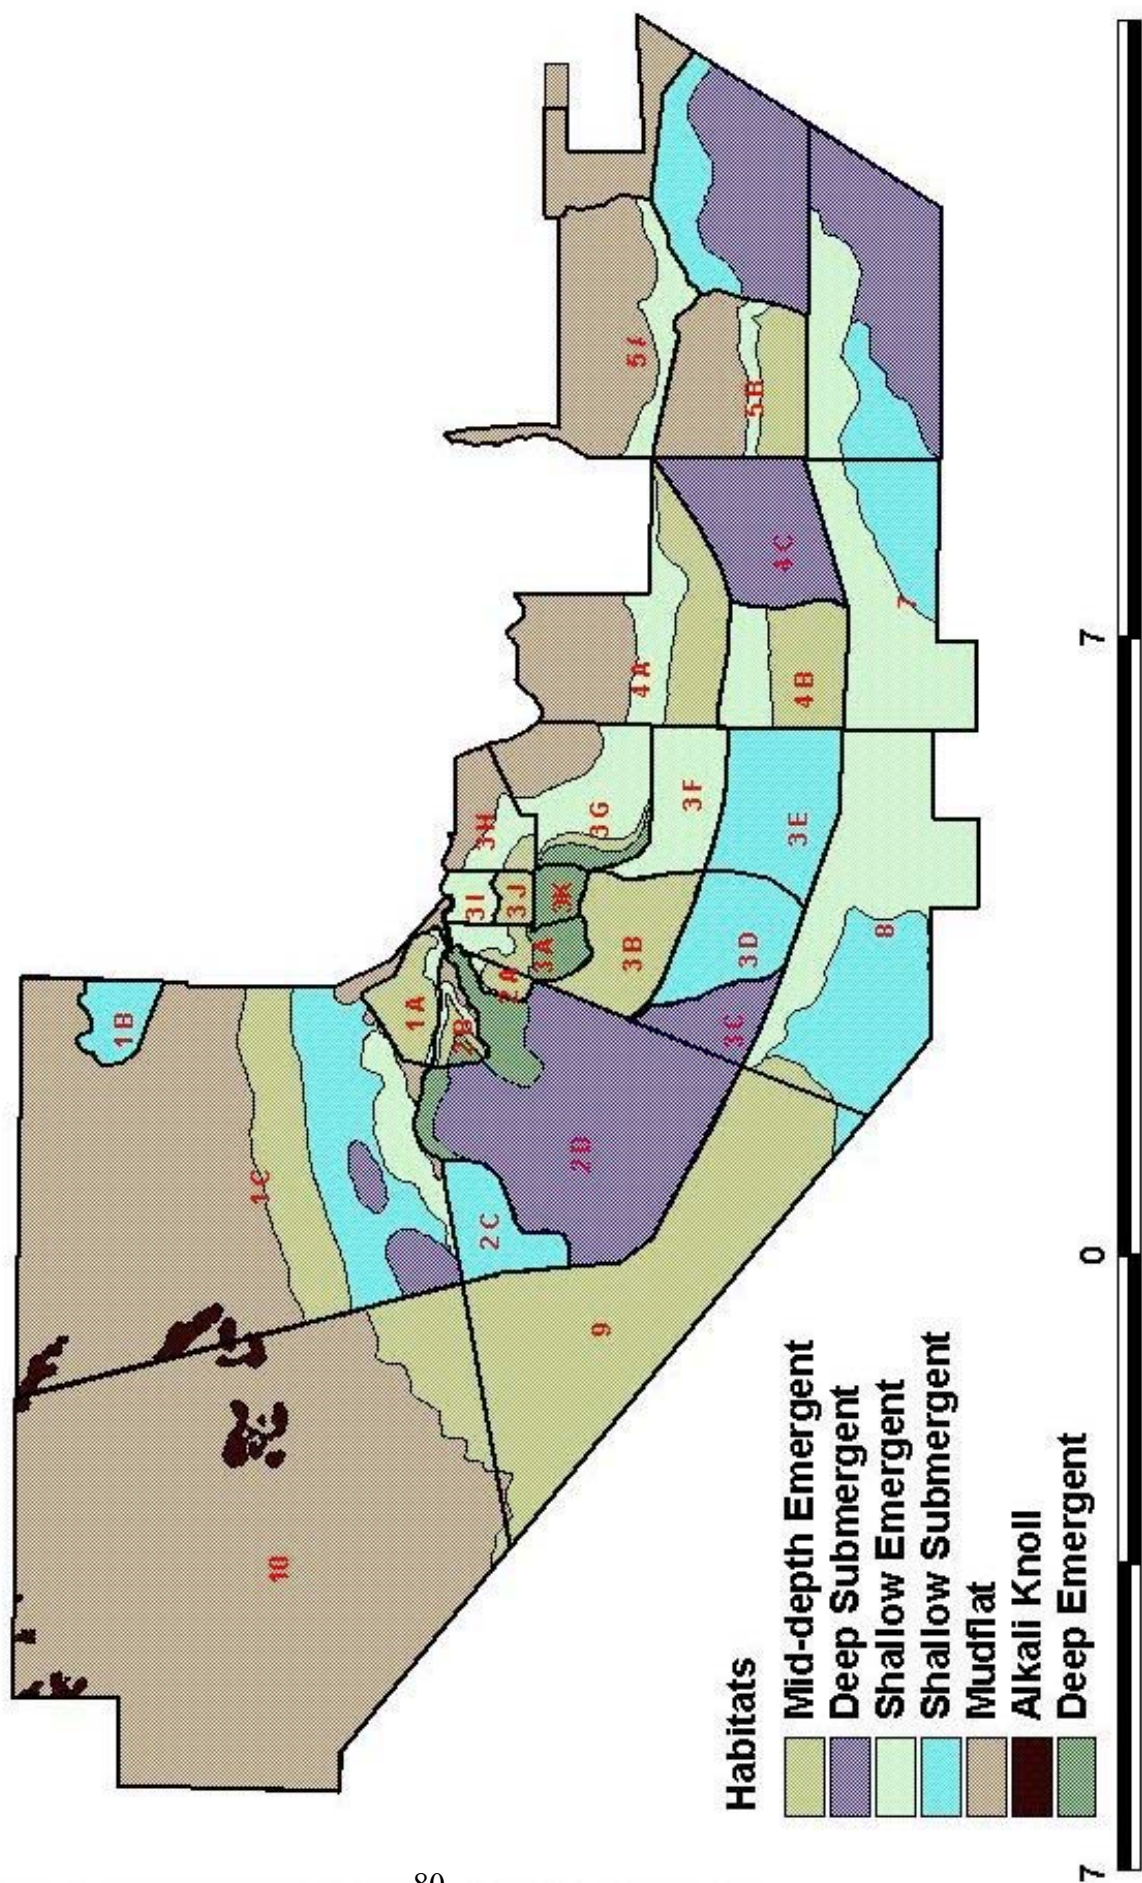 10
1C
1B
1A
2B
3I
3H
2C
2A
3J
3A
3K
2D
9
3G
3B
4A
5A
3F
3C
3D
5B
4C
3E
4B
8
7
Habitats
Mid-depth Emergent
Deep Submergent
Shallow Emergent
Shallow Submergent
Mudflat
Alkali Knoll
Deep Emergent
7 0 7
80